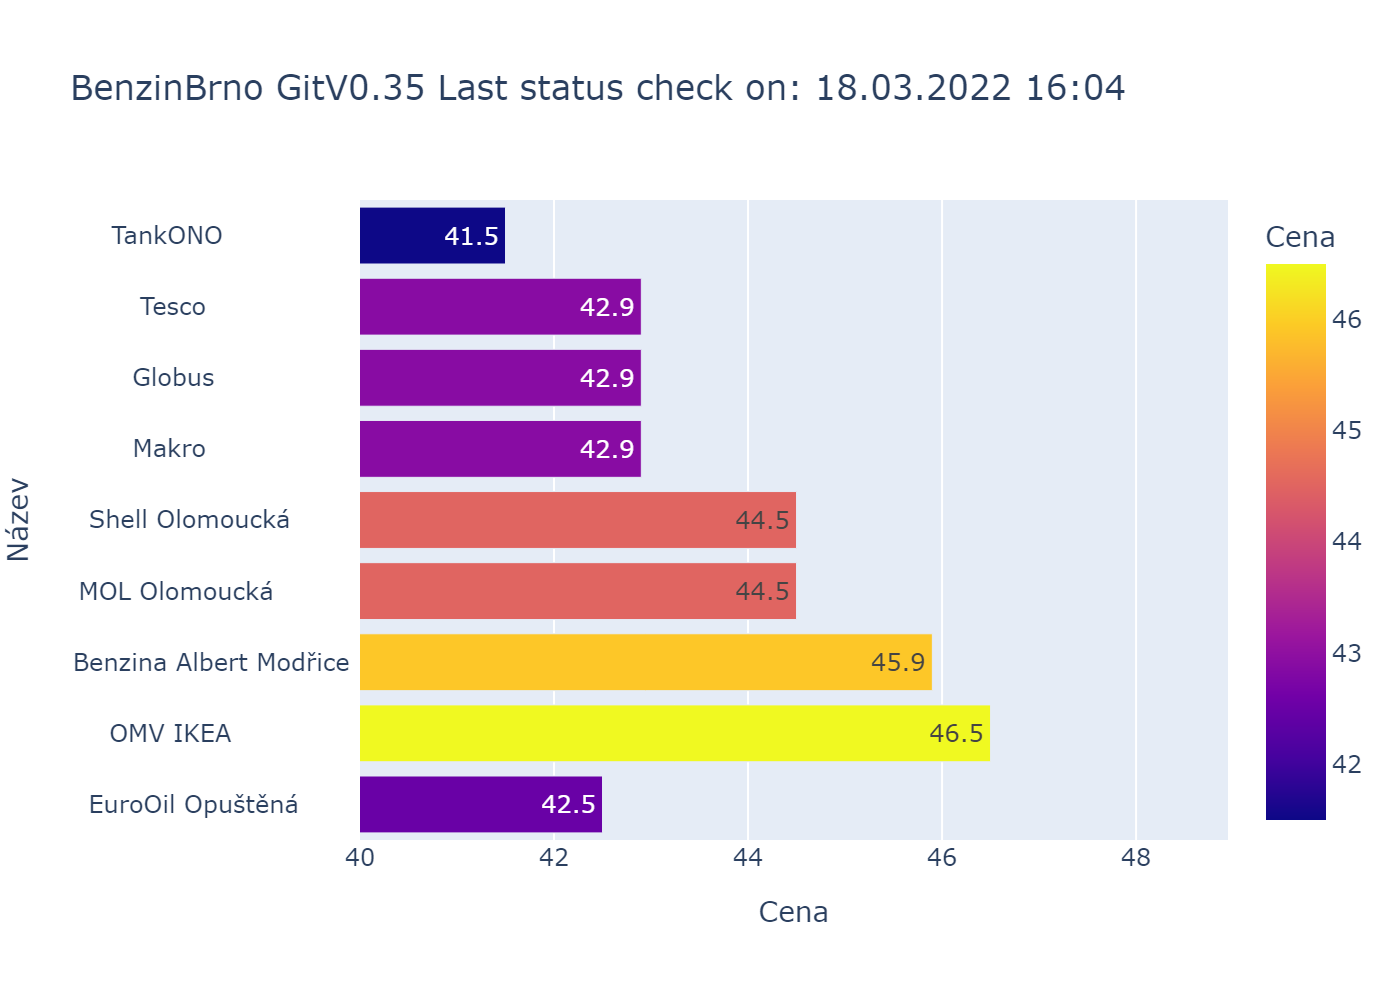 BenzinBrno GitV0.35 Last status check on: 18.03.2022 16:04
Název
TankONO 41.5
Tesco 42.9
Globus 42.9
Makro 42.9
Shell Olomoucká 44.5
MOL Olomoucká 44.5
Benzina Albert Modřice 45.9
OMV IKEA 46.5
EuroOil Opuštěná 42.5
40 42 44 46 48
Cena
Cena
46
45
44
43
42